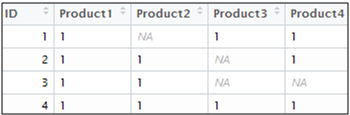 ID Product1 Product2 Product3 Product4
1 1 NA 1 1
2 1 1 NA 1
3 1 1 NA NA
4 1 1 1 1